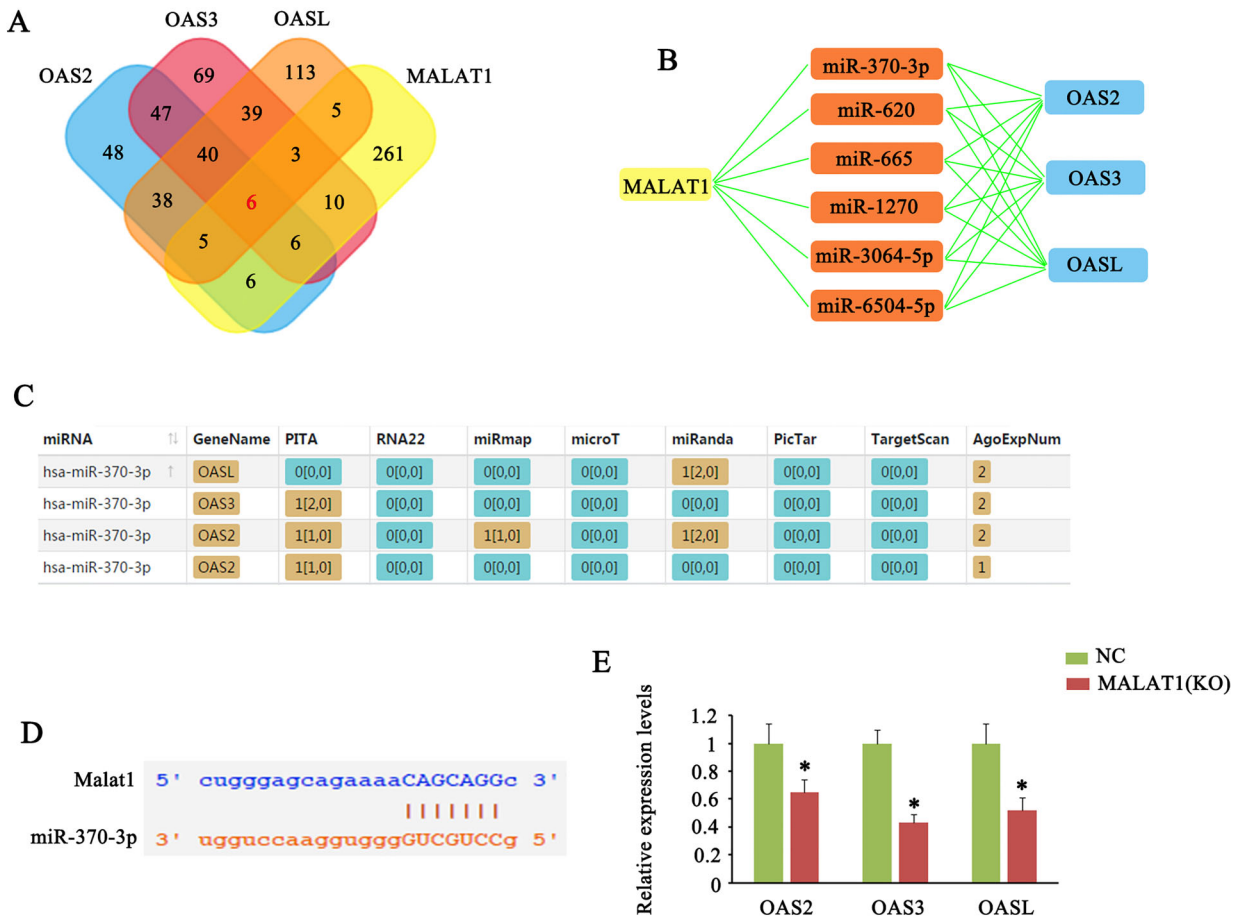 A
OAS3 OASL
OAS2 MALAT1
69 113
47 39 5
48 40 3 261
38 6 10
5 6
6
B
miR-370-3p
miR-620
miR-665
miR-1270
miR-3064-5p
miR-6504-5p
MALAT1
OAS2
OAS3
OASL
C
miRNA GeneName PITA RNA22 miRmap microT miRanda PicTar TargetScan AgoExpNum
hsa-miR-370-3p OASL 0[0,0] 0[0,0] 0[0,0] 0[0,0] 1[2,0] 0[0,0] 0[0,0] 2
hsa-miR-370-3p OAS3 1[2,0] 0[0,0] 0[0,0] 0[0,0] 0[0,0] 0[0,0] 0[0,0] 2
hsa-miR-370-3p OAS2 1[1,0] 0[0,0] 1[1,0] 0[0,0] 1[2,0] 0[0,0] 0[0,0] 2
hsa-miR-370-3p OAS2 1[1,0] 0[0,0] 0[0,0] 0[0,0] 0[0,0] 0[0,0] 0[0,0] 1
D
Malat1 5' cugggagcagaaaaCAGCAGGc 3'
miR-370-3p 3' ugguccaaggugggGUCGUCCg 5'
E
NC
MALAT1(KO)
Relative expression levels
1.2
1
0.8
0.6
0.4
0.2
0
* * *
OAS2 OAS3 OASL